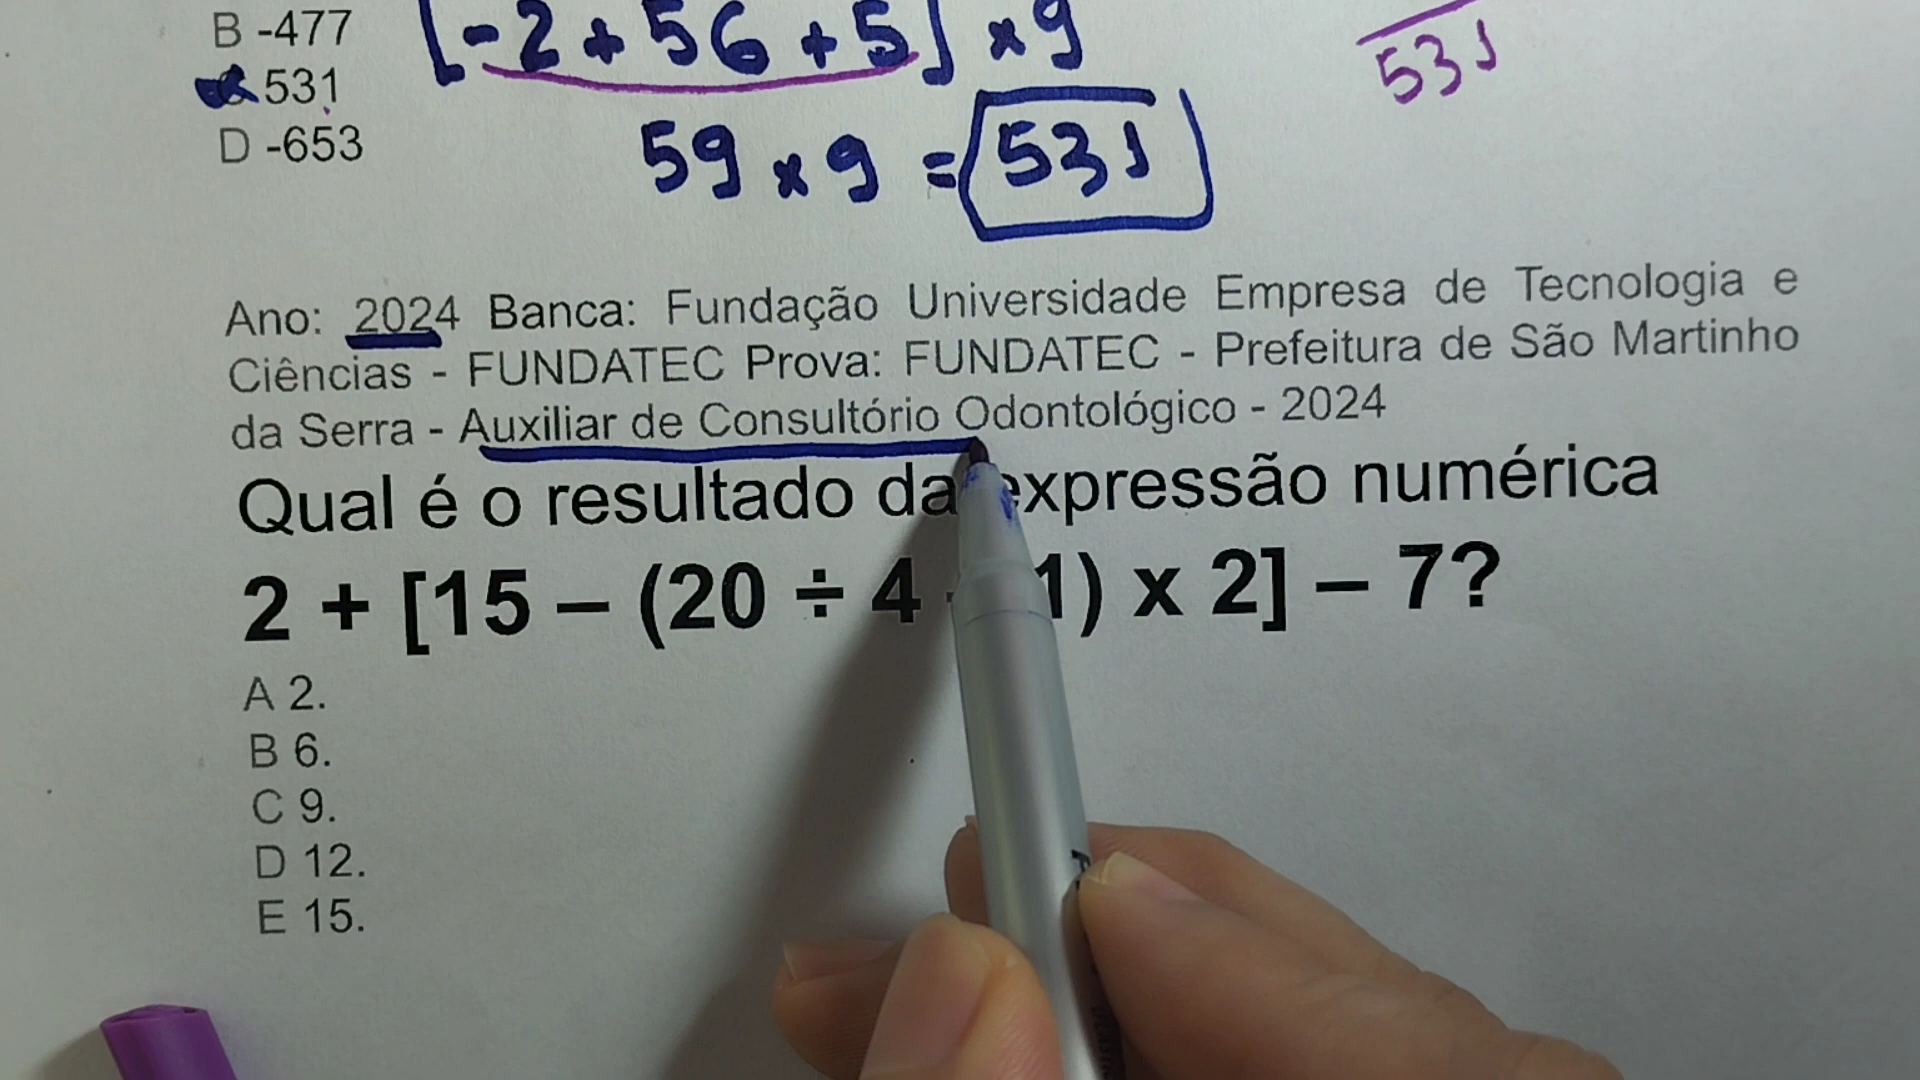 B -477
[-2 + 56 + 5] x 9
531
531
D -653
59 x 9 = 531
Ano: 2024 Banca: Fundação Universidade Empresa de Tecnologia e
Ciências - FUNDATEC Prova: FUNDATEC - Prefeitura de São Martinho
da Serra - Auxiliar de Consultório Odontológico - 2024
Qual é o resultado da expressão numérica
2 + [15 – (20 ÷ 4 1) x 2] – 7?
A 2.
B 6.
C 9.
D 12.
E 15.